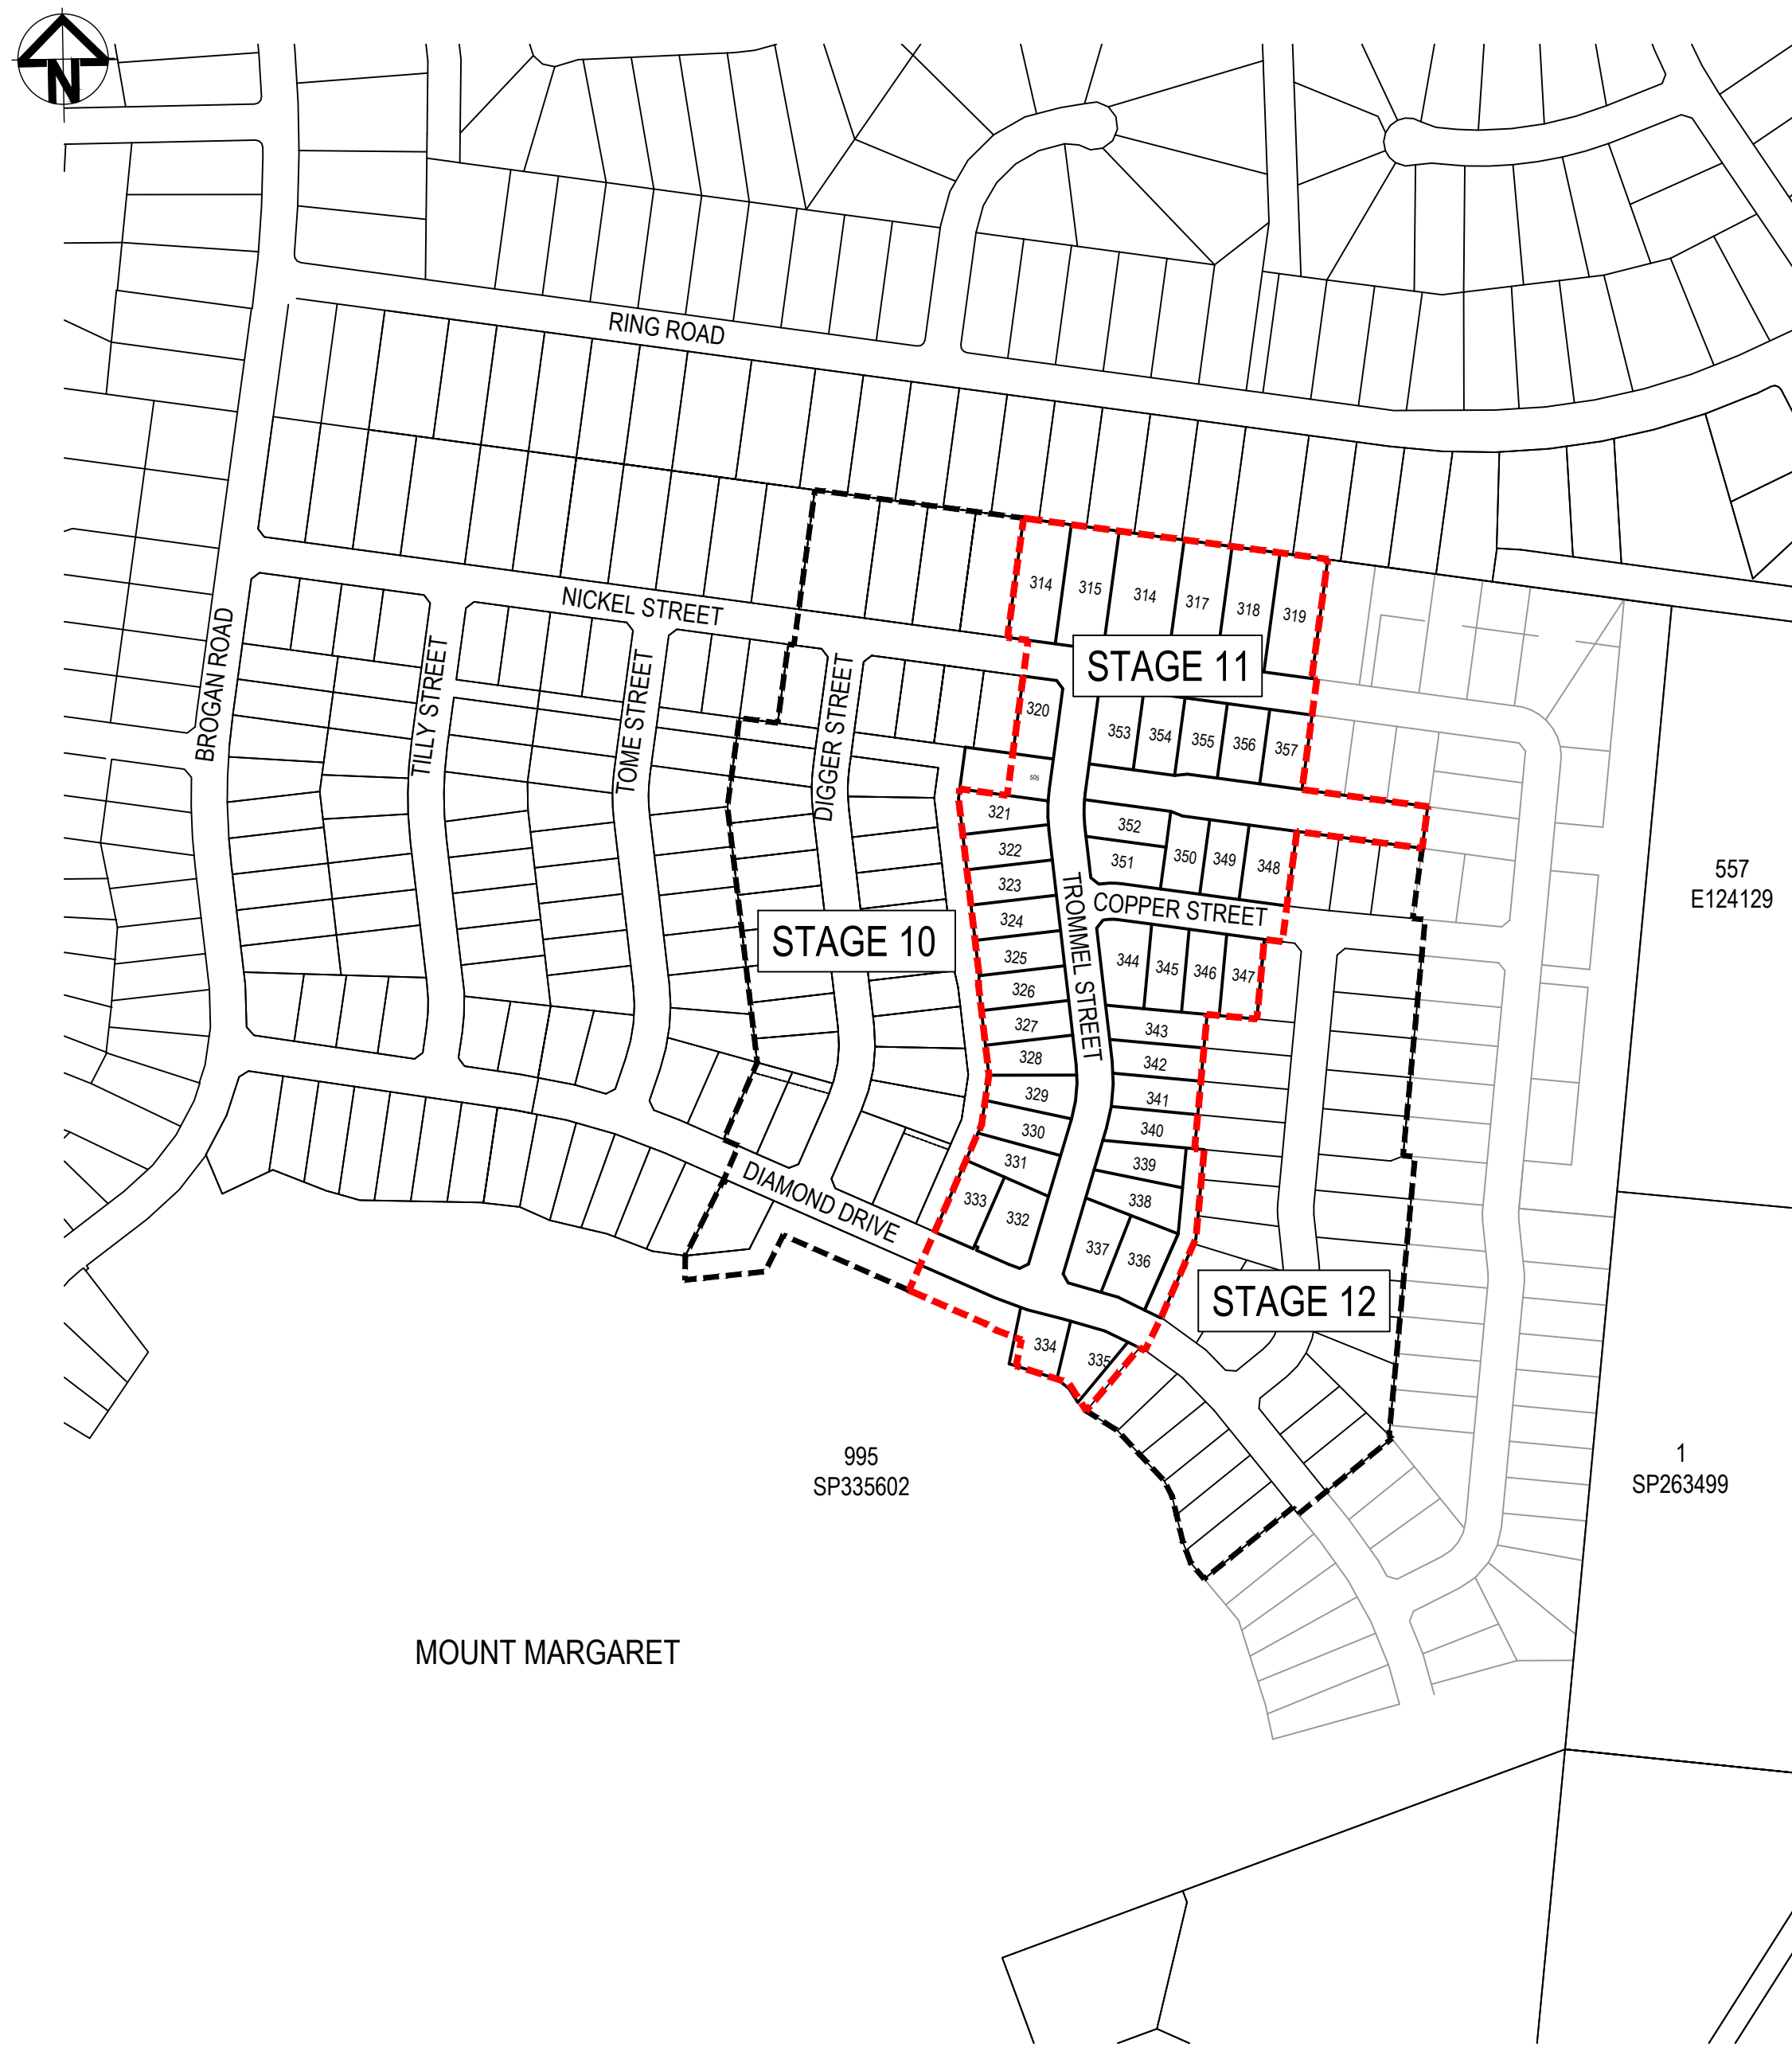 N
RING ROAD
NICKEL STREET
BROGAN ROAD
TILLY STREET
TOME STREET
DIGGER STREET
314
315
314
317
318
319
STAGE 11
320
353
354
355
356
357
505
321
352
322
351
350
349
348
323
TROMMEL STREET
COPPER STREET
324
STAGE 10
325
344
345
346
347
326
327
343
328
342
329
341
330
340
331
339
333
332
338
337
336
DIAMOND DRIVE
STAGE 12
334
335
557
E124129
995
SP335602
1
SP263499
MOUNT MARGARET